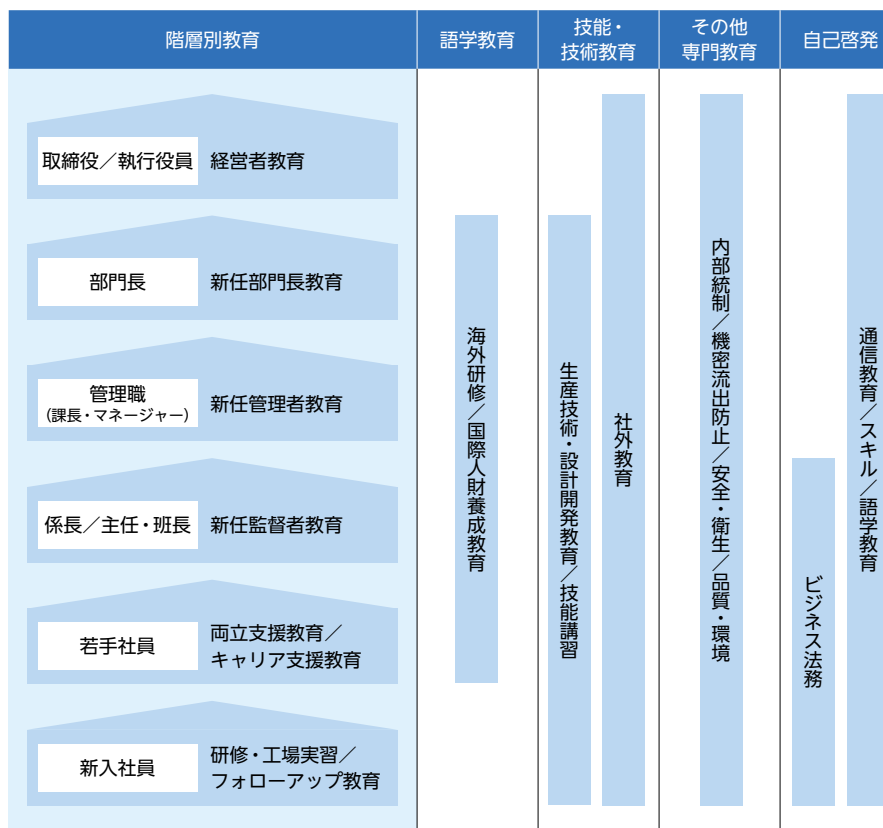 階層別教育
語学教育
技能・
技術教育
その他
専門教育
自己啓発
取締役／執行役員
経営者教育
部門長
新任部門長教育
管理職
(課長・マネージャー)
新任管理者教育
係長／主任・班長
新任監督者教育
若手社員
両立支援教育／
キャリア支援教育
新入社員
研修・工場実習／
フォローアップ教育
海外研修／国際人財養成教育
生産技術・設計開発教育／技能講習
社外教育
内部統制／機密流出防止／安全・衛生／品質・環境
ビジネス法務
通信教育／スキル／語学教育